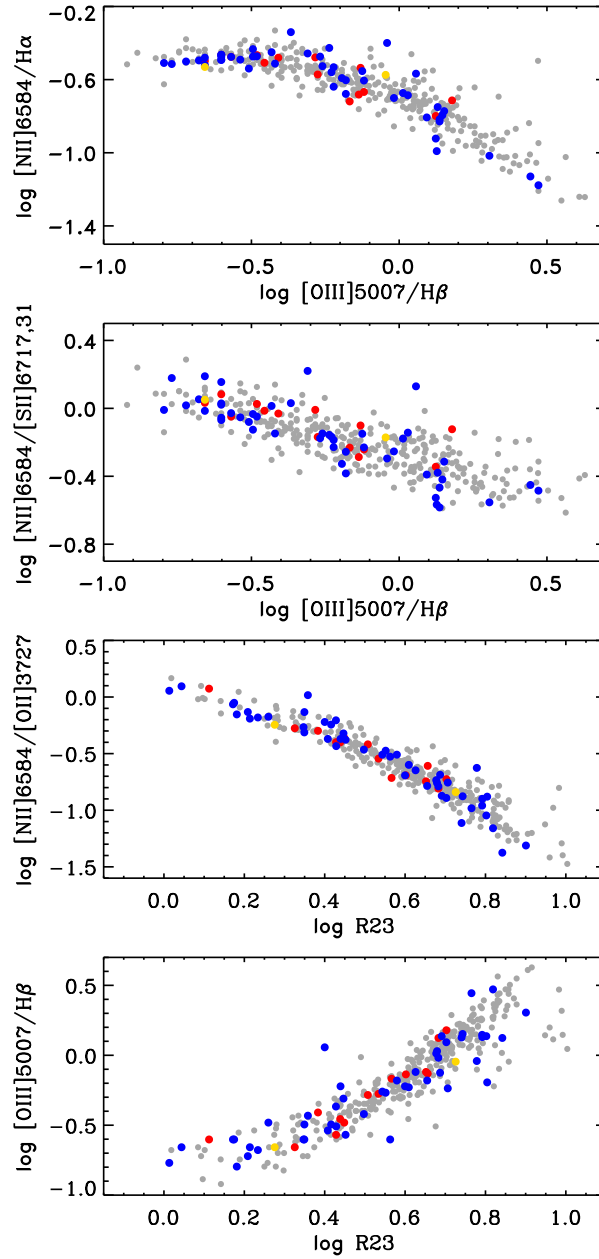 −0.2
−0.6
−1.0
−1.4
log [NII]6584/Hα
−1.0 −0.5 0.0 0.5
log [OIII]5007/Hβ
0.4
0.0
−0.4
−0.8
log [NII]6584/[SII]6717,31
−1.0 −0.5 0.0 0.5
log [OIII]5007/Hβ
0.5
0.0
−0.5
−1.0
−1.5
log [NII]6584/[OII]3727
0.0 0.2 0.4 0.6 0.8 1.0
log R23
0.5
0.0
−0.5
−1.0
log [OIII]5007/Hβ
0.0 0.2 0.4 0.6 0.8 1.0
log R23